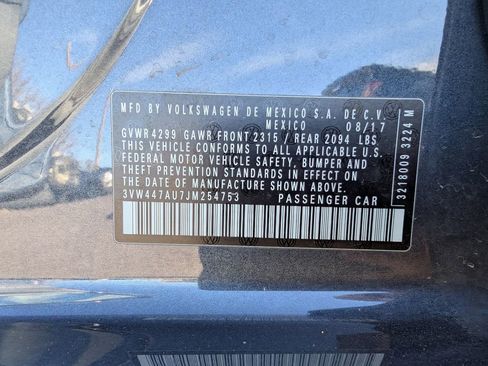 MFD BY VOLKSWAGEN DE MEXICO S.A. DE C.V.
MEXICO 08/17
GVWR 4299 GAWR FRONT 2315 / REAR 2094 LBS.
THIS VEHICLE CONFORMS TO ALL APPLICABLE U.S.
FEDERAL MOTOR VEHICLE SAFETY, BUMPER AND
THEFT PREVENTION STANDARDS IN EFFECT ON
THE DATE OF MANUFACTURE SHOWN ABOVE.
3VW447AU7JM254753 PASSENGER CAR
3218009 3224 M